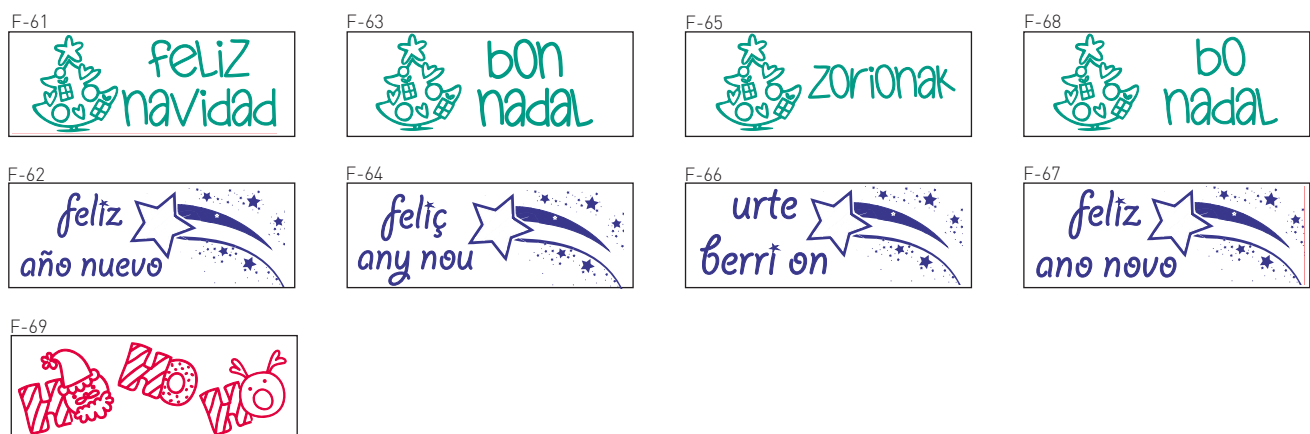 F-61
feliz
navidad
F-63
bon
nadal
F-65
zorionak
F-68
bo
nadal
F-62
feliz
año nuevo
F-64
feliç
any nou
F-66
urte
berri on
F-67
feliz
ano novo
F-69
HO HO HO